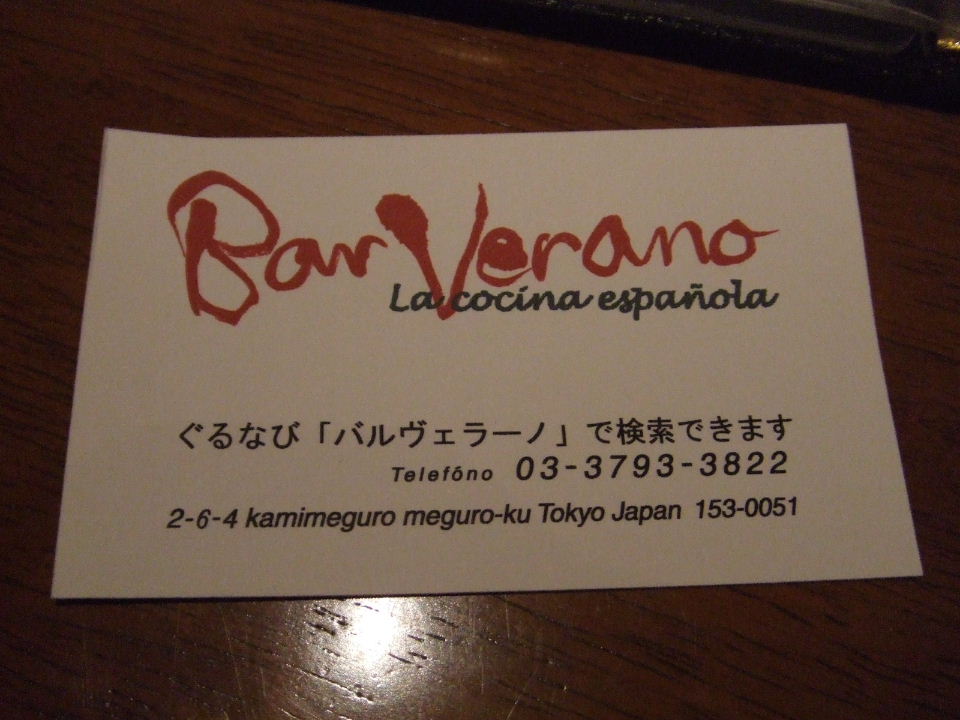 Bar Verano
La cocina española
ぐるなび「バルヴェラーノ」で検索できます
Telefóno 03-3793-3822
2-6-4 kamimeguro meguro-ku Tokyo Japan 153-0051